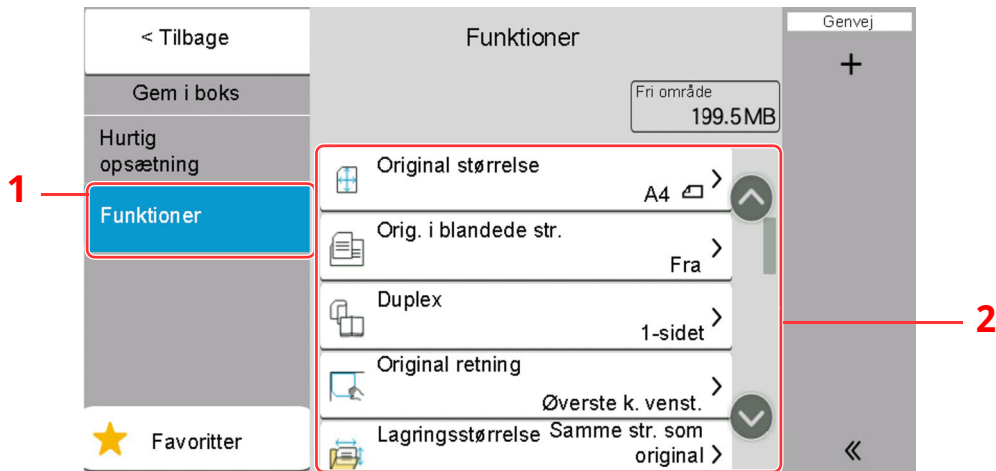 < Tilbage
Funktioner
Genvej
+
Gem i boks
Fri område
199.5MB
Hurtig
opsætning
1
Funktioner
Original størrelse
A4
Orig. i blandede str.
Fra
Duplex
1-sidet
2
Original retning
Øverste k. venst.
Lagringsstørrelse Samme str. som
original
Favoritter